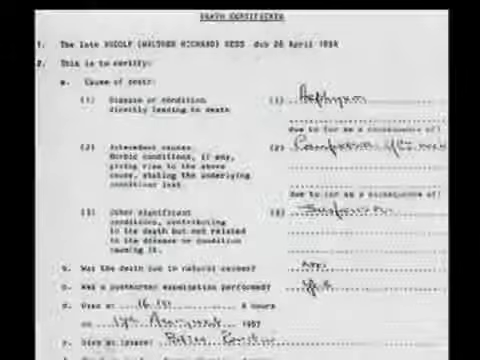 DEATH CERTIFICATE
1. The late RUDOLF (WALTHER RICHARD) HESS dob 26 April 1894
2. This is to certify:
a. Cause of death:
(1) Disease or condition directly leading to death (1) Asphyxia
due to (or as a consequence of)
(2) Antecedent causes (2) Compression of the neck
Morbid conditions, if any,
giving rise to the above
cause, stating the underlying
conditions last
due to (or as a consequence of)
(3) Other significant (3) Suspension
conditions, contributing
to the death but not related
to the disease or condition
causing it.
b. Was the death due to natural causes?
c. Was a postmortem examination performed? Yes
d. Died at 16 10 hours
on 17th August 1987
e. Died at (place)